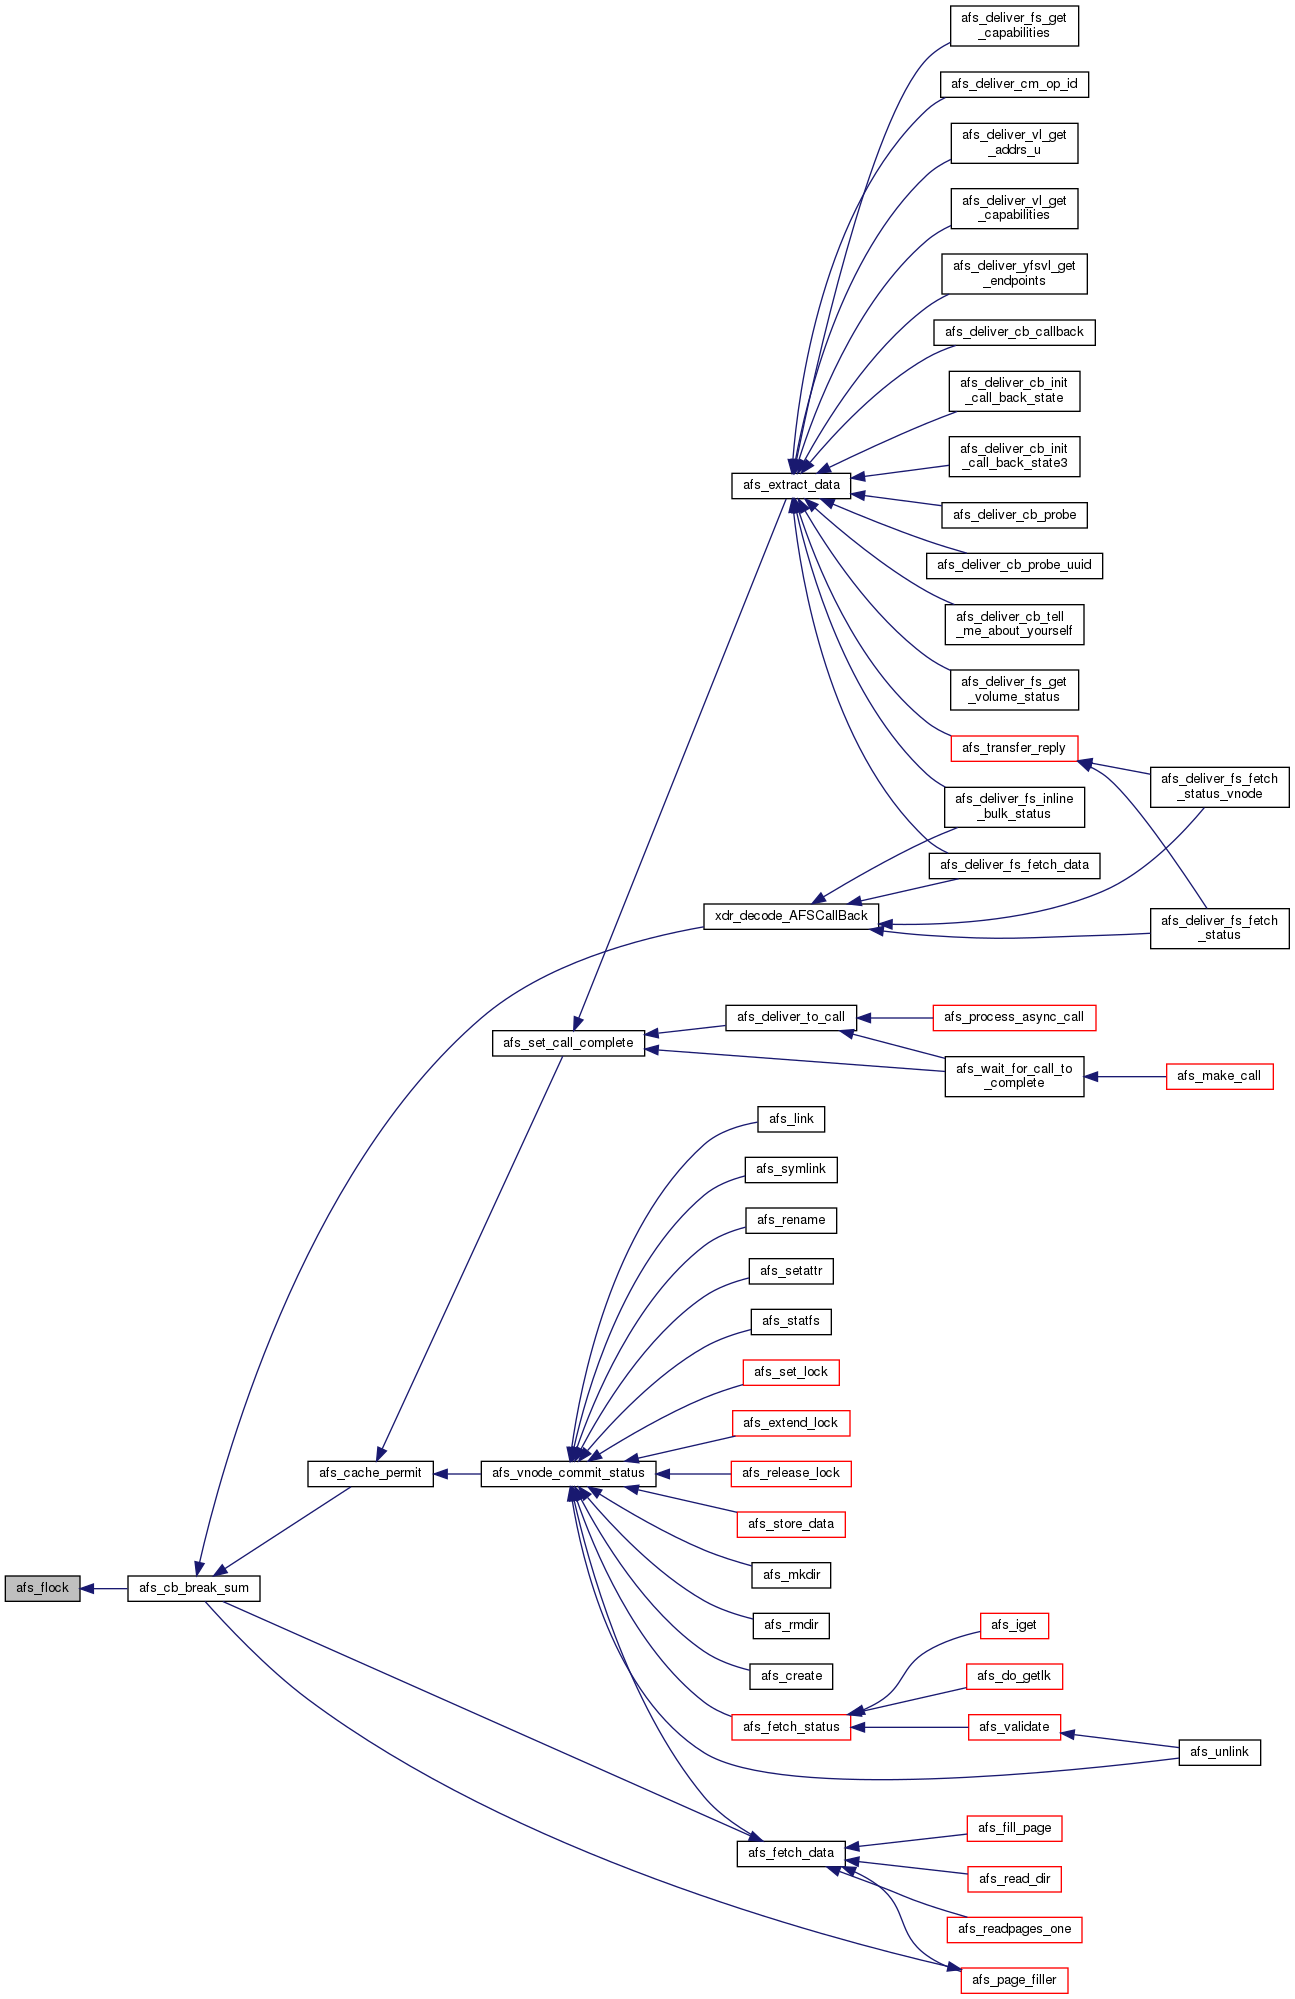 afs_deliver_fs_get
_capabilities
afs_deliver_cm_op_id
afs_deliver_vl_get
_addrs_u
afs_deliver_vl_get
_capabilities
afs_deliver_yfsvl_get
_endpoints
afs_deliver_cb_callback
afs_deliver_cb_init
_call_back_state
afs_deliver_cb_init
_call_back_state3
afs_extract_data
afs_deliver_cb_probe
afs_deliver_cb_probe_uuid
afs_deliver_cb_tell
_me_about_yourself
afs_deliver_fs_get
_volume_status
afs_transfer_reply
afs_deliver_fs_fetch
_status_vnode
afs_deliver_fs_inline
_bulk_status
afs_deliver_fs_fetch_data
xdr_decode_AFSCallBack
afs_deliver_fs_fetch
_status
afs_deliver_to_call
afs_process_async_call
afs_set_call_complete
afs_wait_for_call_to
_complete
afs_make_call
afs_link
afs_symlink
afs_rename
afs_setattr
afs_statfs
afs_set_lock
afs_extend_lock
afs_cache_permit
afs_vnode_commit_status
afs_release_lock
afs_store_data
afs_mkdir
afs_flock
afs_cb_break_sum
afs_rmdir
afs_iget
afs_create
afs_do_getlk
afs_fetch_status
afs_validate
afs_unlink
afs_fill_page
afs_fetch_data
afs_read_dir
afs_readpages_one
afs_page_filler